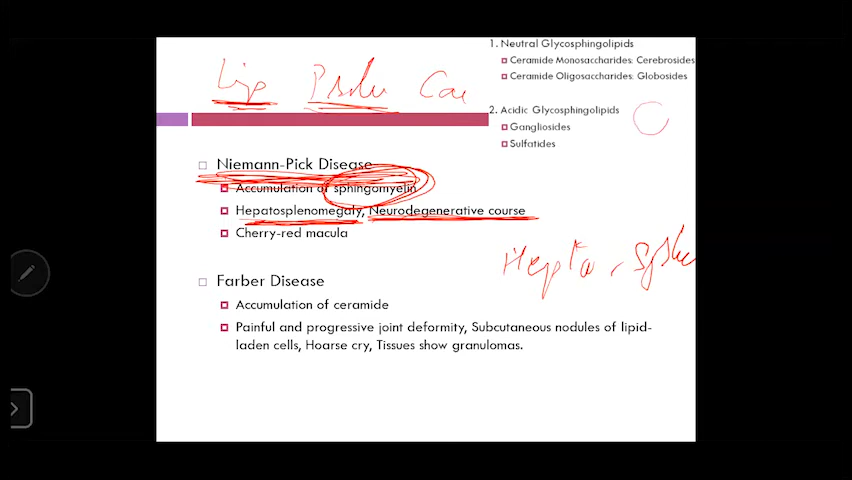 1. Neutral Glycosphingolipids
Ceramide Monosaccharides: Cerebrosides
Ceramide Oligosaccharides: Globosides
2. Acidic Glycosphingolipids
Gangliosides
Sulfatides
Niemann-Pick Disease
Accumulation of sphingomyelin
Hepatosplenomegaly, Neurodegenerative course
Cherry-red macula
Farber Disease
Accumulation of ceramide
Painful and progressive joint deformity, Subcutaneous nodules of lipid-
laden cells, Hoarse cry, Tissues show granulomas.